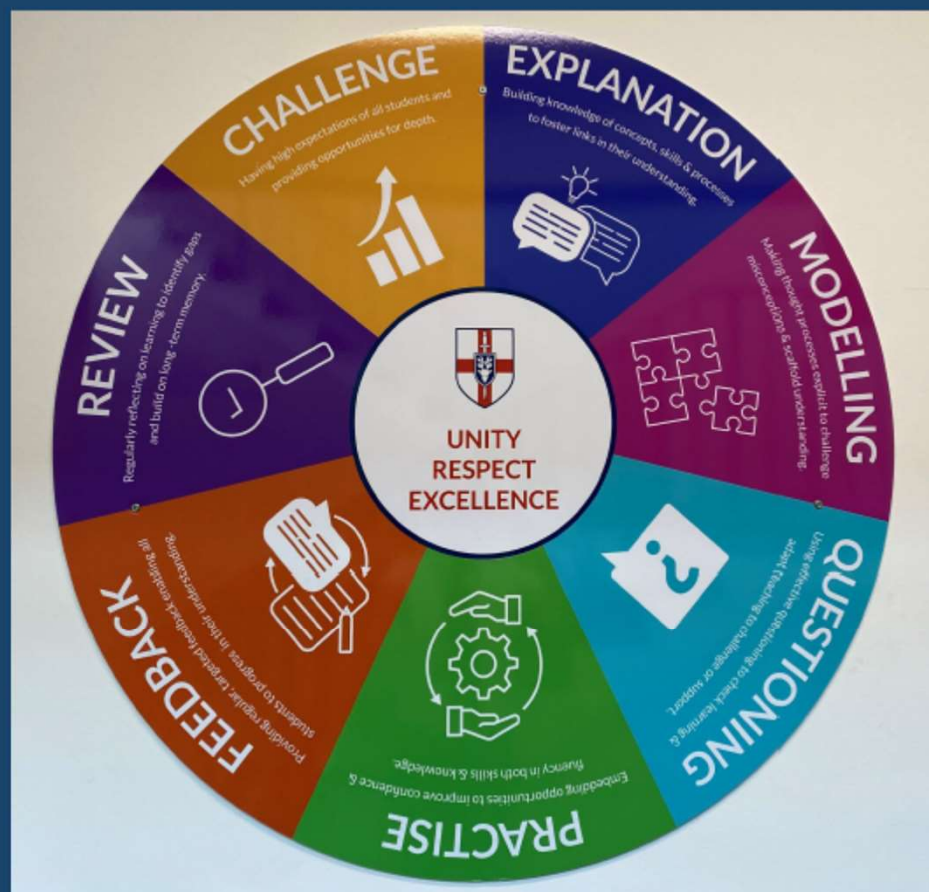 CHALLENGE
Having high expectations of all students and
providing opportunities for depth.
EXPLANATION
Building knowledge of concepts, skills & processes
to foster links in their understanding.
MODELLING
Making thought processes explicit to challenge
misconceptions & scaffold understanding.
QUESTIONING
Using effective questioning to check learning &
adapt teaching to challenge or support.
PRACTISE
Embedding opportunities to improve confidence &
fluency in both skills & knowledge.
FEEDBACK
Providing regular, targeted feedback enabling all
students to progress in their understanding.
REVIEW
Regularly reflecting on learning to identify gaps
and build on long -term memory.
UNITY
RESPECT
EXCELLENCE